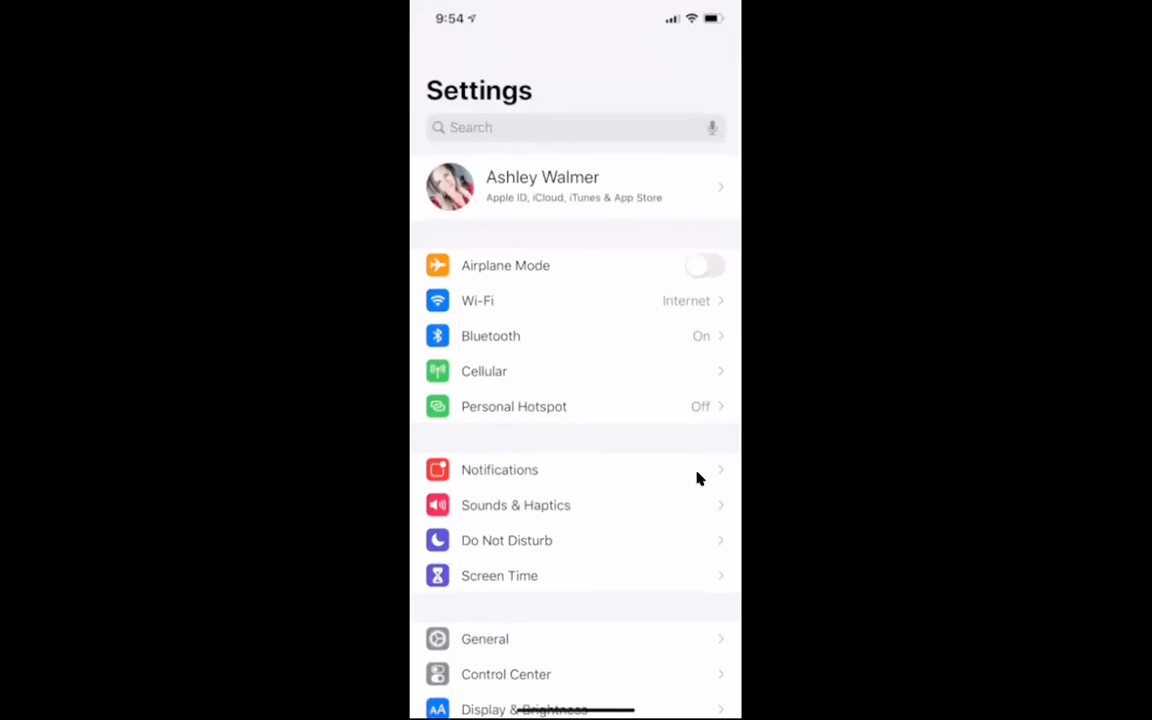 9:54
Settings
Search
Ashley Walmer
Apple ID, iCloud, iTunes & App Store
Airplane Mode
Wi-Fi Internet
Bluetooth On
Cellular
Personal Hotspot Off
Notifications
Sounds & Haptics
Do Not Disturb
Screen Time
General
Control Center
AA Display & Brightness